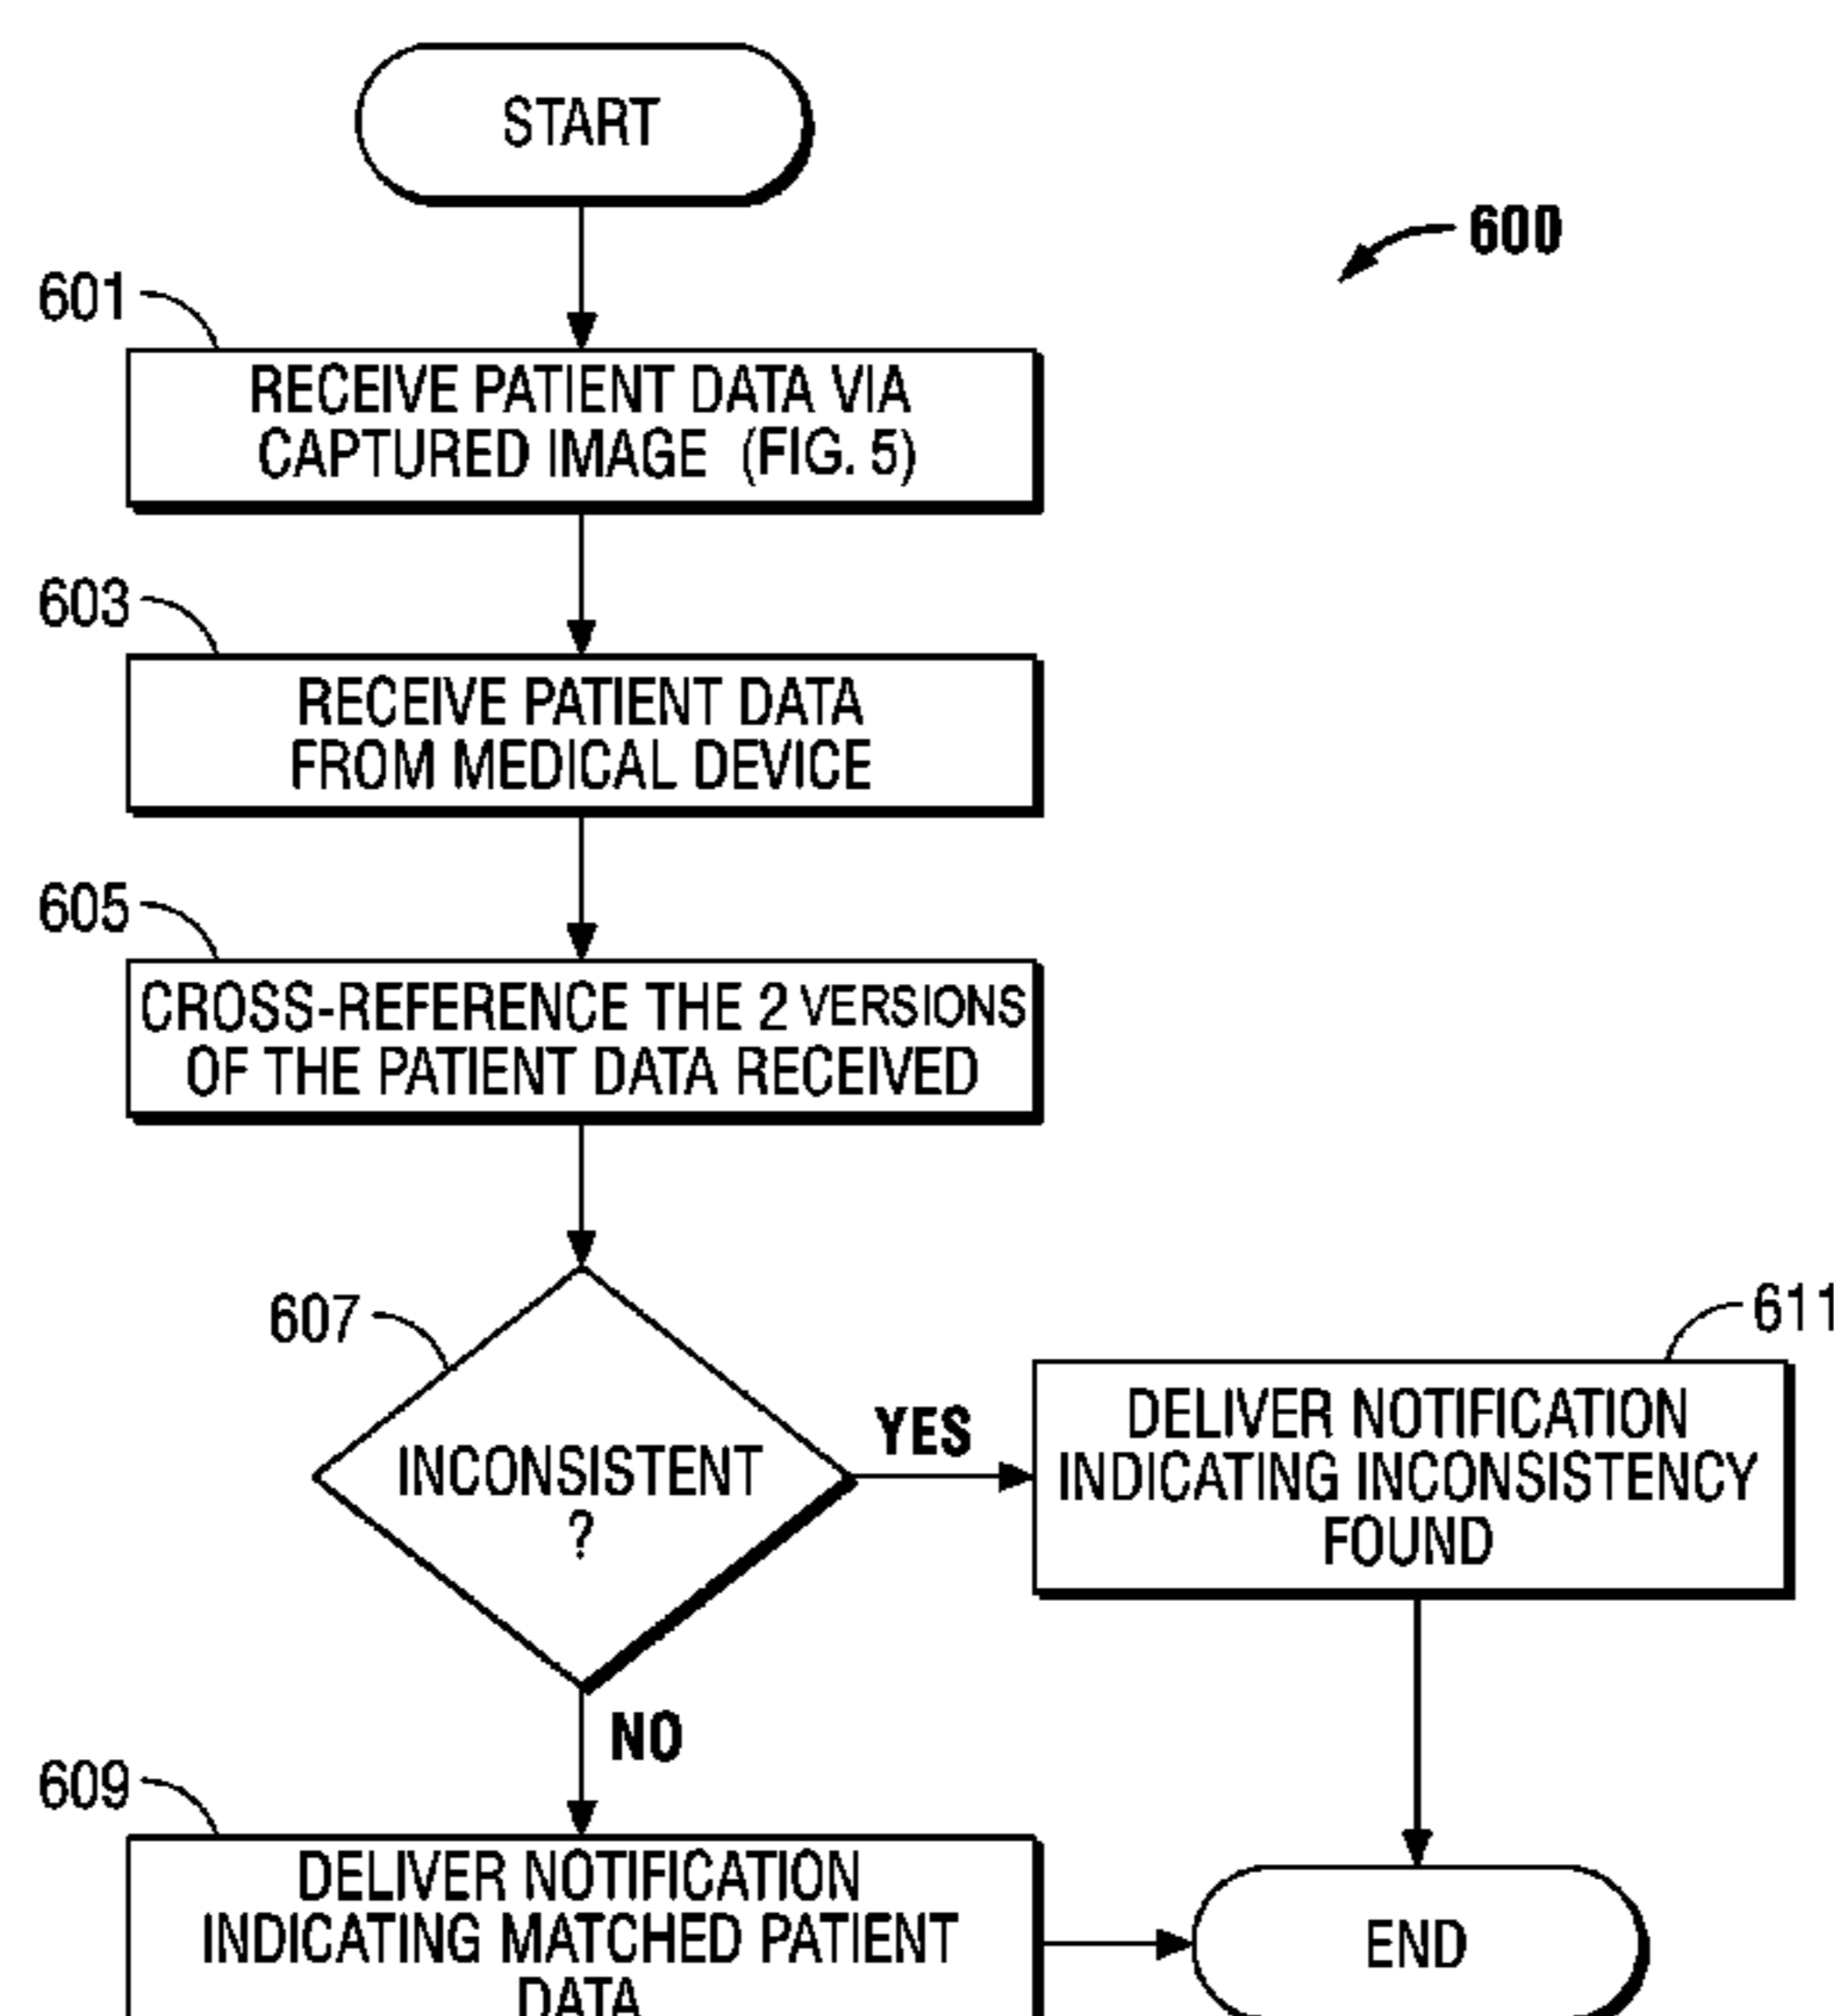 START
600
601
RECEIVE PATIENT DATA VIA
CAPTURED IMAGE (FIG. 5)
603
RECEIVE PATIENT DATA
FROM MEDICAL DEVICE
605
CROSS-REFERENCE THE 2 VERSIONS
OF THE PATIENT DATA RECEIVED
607
INCONSISTENT
?
YES
611
DELIVER NOTIFICATION
INDICATING INCONSISTENCY
FOUND
NO
609
DELIVER NOTIFICATION
INDICATING MATCHED PATIENT
DATA
END